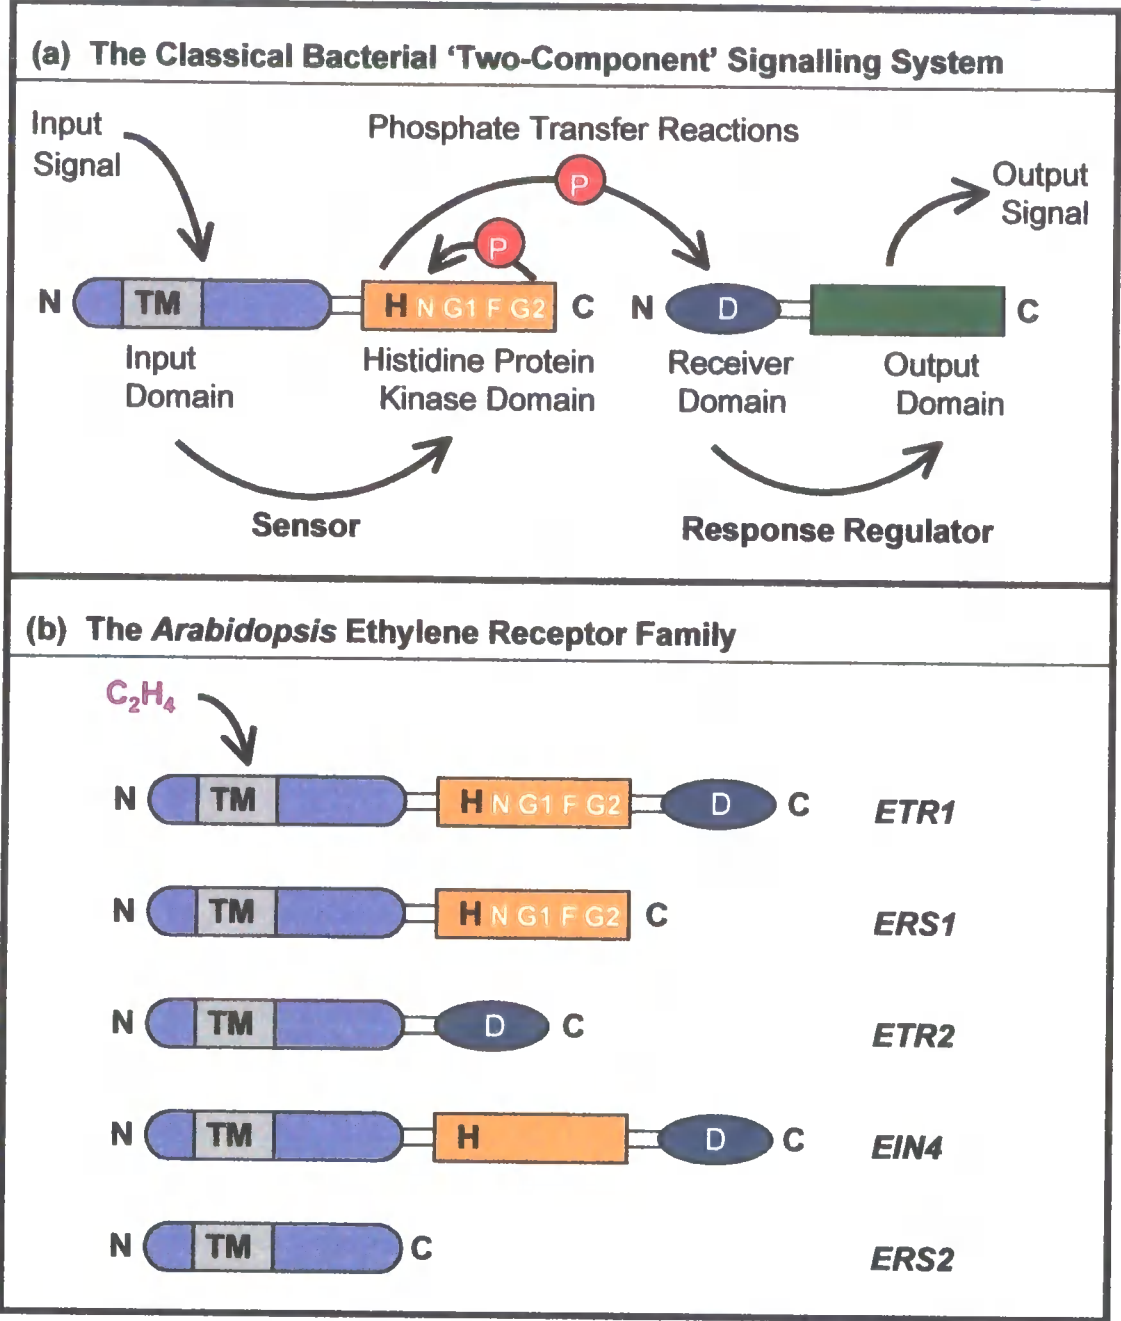 (a) The Classical Bacterial ‘Two-Component’ Signalling System
Input
Signal
Phosphate Transfer Reactions
P
P
Output
Signal
N TM H N G1 F G2 C
N D C
Input
Domain
Histidine Protein
Kinase Domain
Receiver
Domain
Output
Domain
Sensor
Response Regulator
(b) The Arabidopsis Ethylene Receptor Family
C₂H₄
N TM H N G1 F G2 D C ETR1
N TM H N G1 F G2 C ERS1
N TM D C ETR2
N TM H D C EIN4
N TM C ERS2